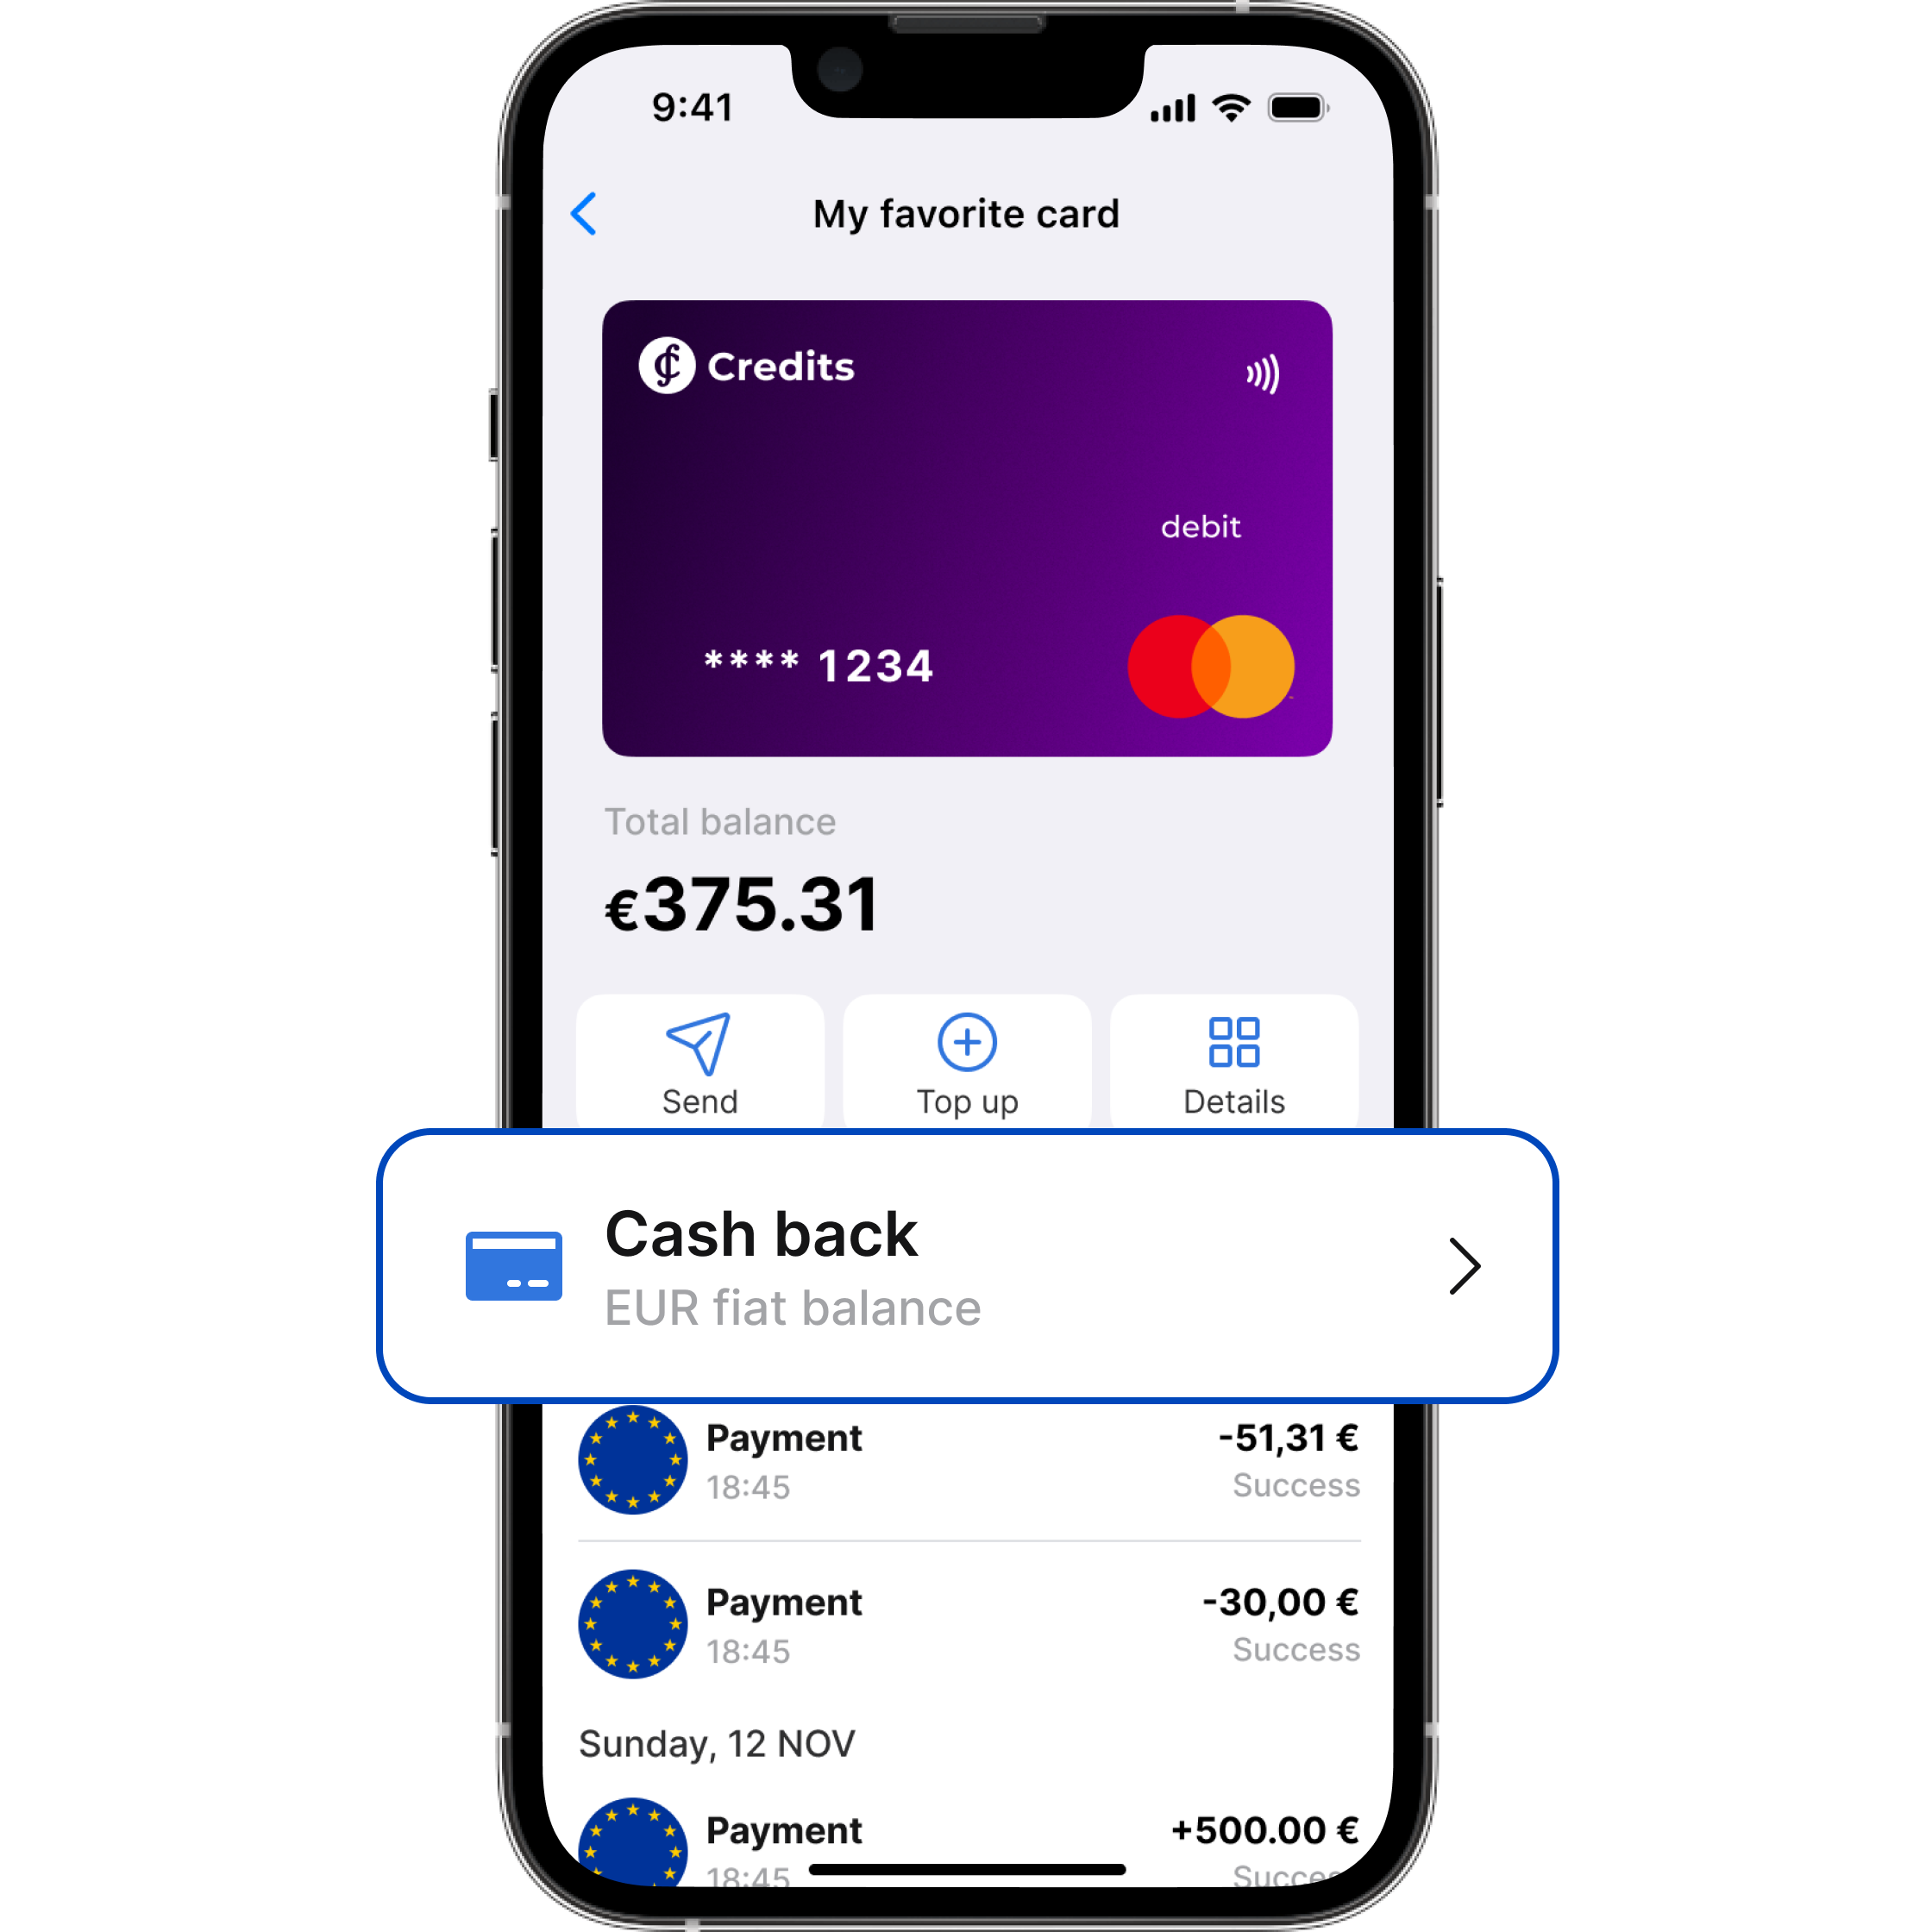 9:41
My favorite card
Credits
debit
**** 1234
Total balance
€375.31
Send
Top up
Details
Cash back
EUR fiat balance
Payment
-51,31 €
18:45
Success
Payment
-30,00 €
18:45
Success
Sunday, 12 NOV
Payment
+500.00 €
18:45
Success